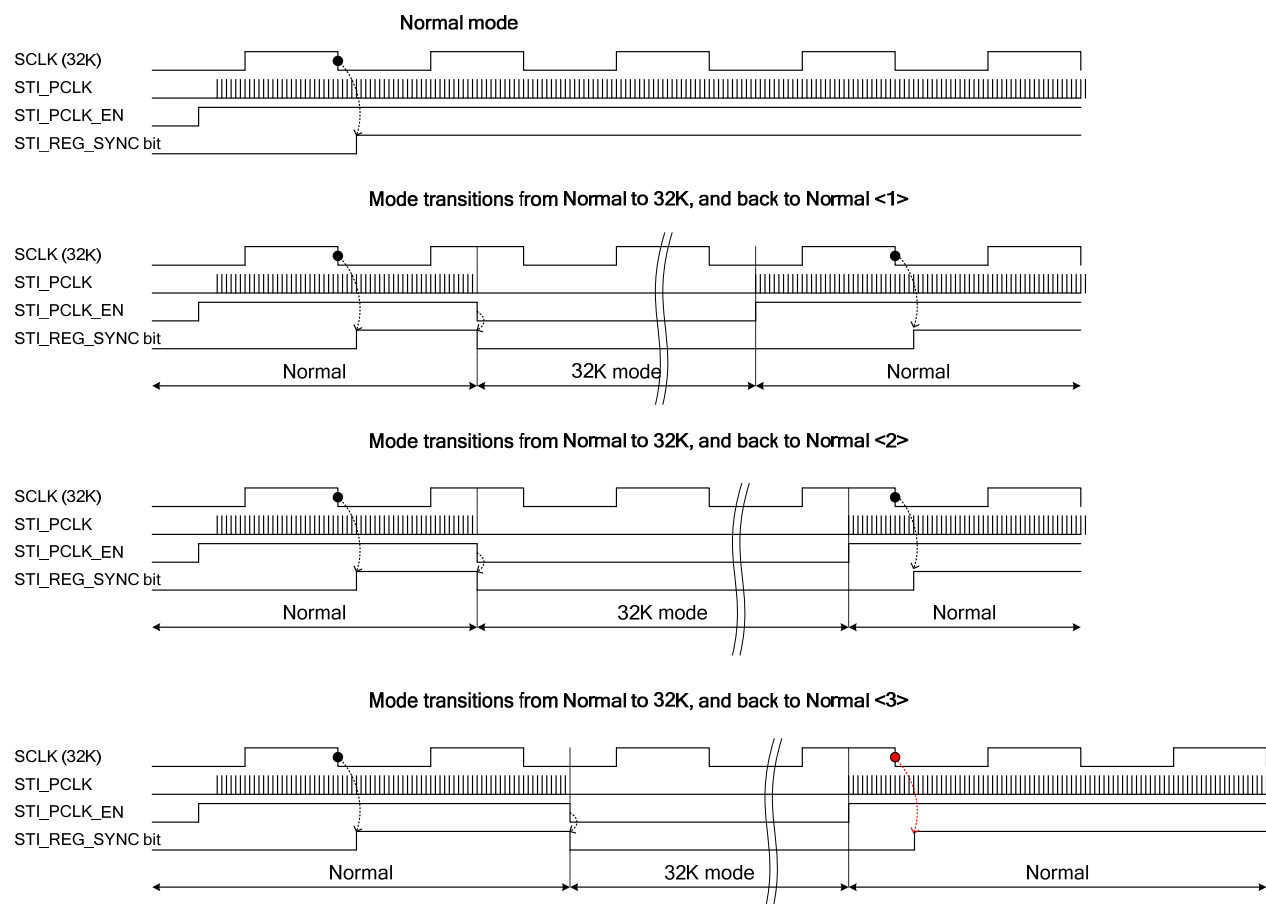 Normal mode
SCLK (32K)
STI_PCLK
STI_PCLK_EN
STI_REG_SYNC bit
Mode transitions from Normal to 32K, and back to Normal <1>
SCLK (32K)
STI_PCLK
STI_PCLK_EN
STI_REG_SYNC bit
Normal 32K mode Normal
Mode transitions from Normal to 32K, and back to Normal <2>
SCLK (32K)
STI_PCLK
STI_PCLK_EN
STI_REG_SYNC bit
Normal 32K mode Normal
Mode transitions from Normal to 32K, and back to Normal <3>
SCLK (32K)
STI_PCLK
STI_PCLK_EN
STI_REG_SYNC bit
Normal 32K mode Normal